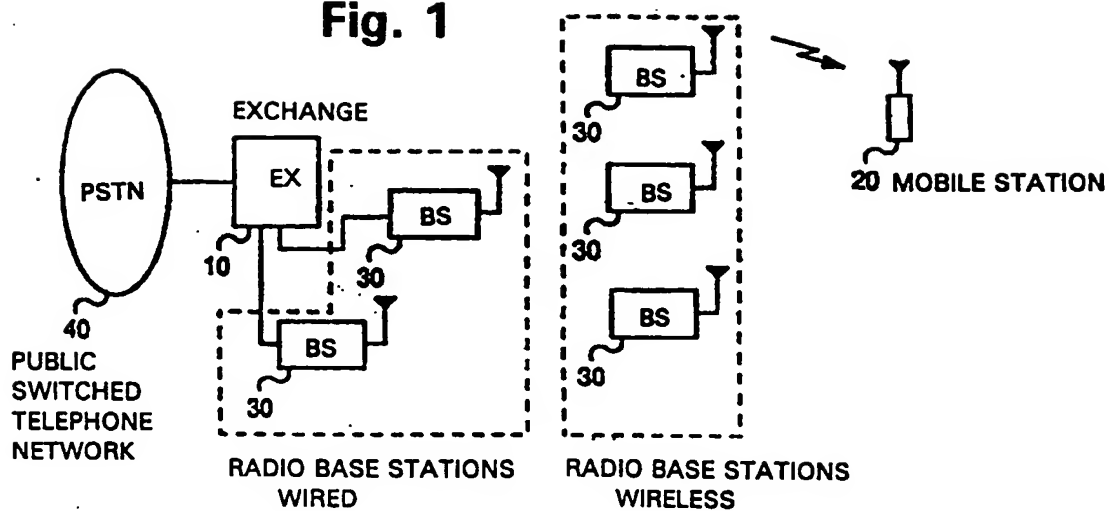 Fig. 1
EXCHANGE
PSTN
EX
BS
BS
BS
BS
BS
10
20 MOBILE STATION
30
30
30
30
30
40
PUBLIC
SWITCHED
TELEPHONE
NETWORK
RADIO BASE STATIONS
WIRED
RADIO BASE STATIONS
WIRELESS